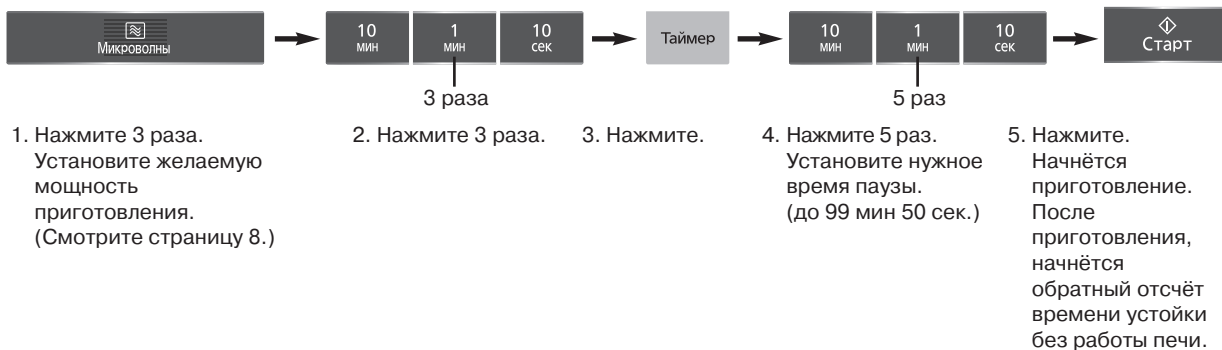 Микроволны
10 мин
1 мин
10 сек
Таймер
10 мин
1 мин
10 сек
Старт
3 раза
5 раз
1. Нажмите 3 раза.
Установите желаемую
мощность
приготовления.
(Смотрите страницу 8.)
2. Нажмите 3 раза.
3. Нажмите.
4. Нажмите 5 раз.
Установите нужное
время паузы.
(до 99 мин 50 сек.)
5. Нажмите.
Начнётся
приготовление.
После
приготовления,
начнётся
обратный отсчёт
времени устойки
без работы печи.